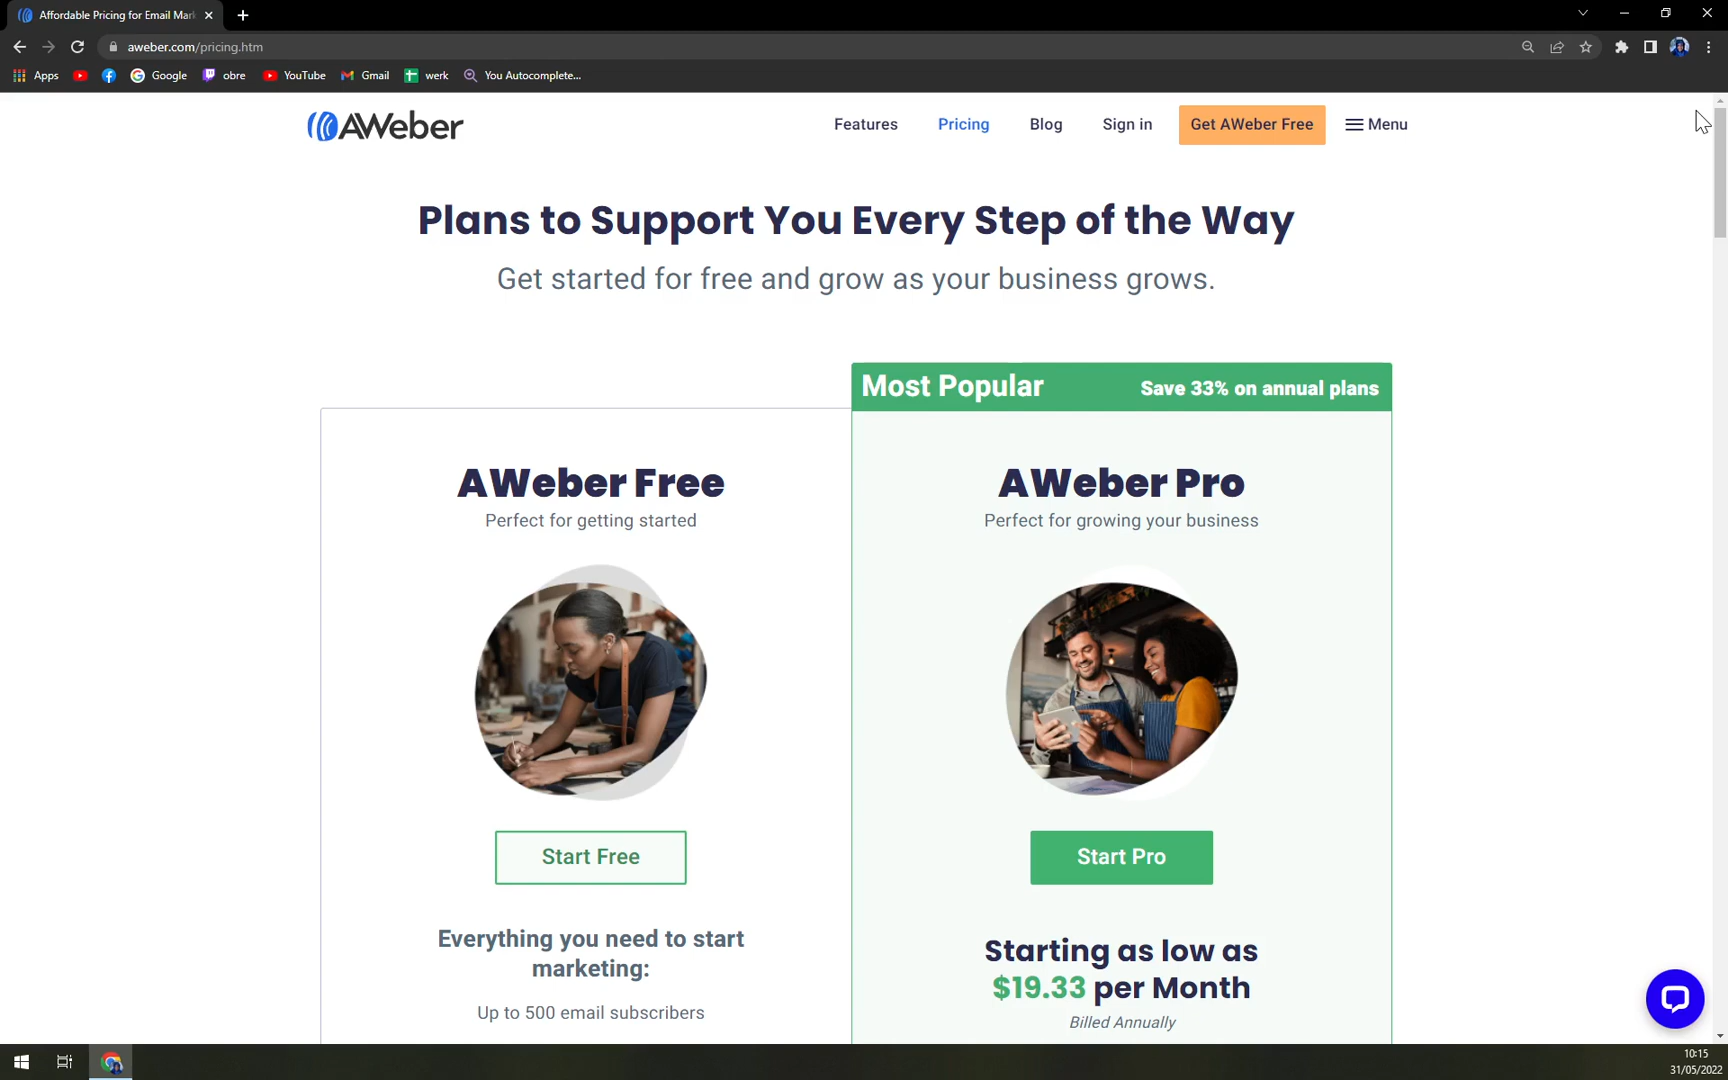 Affordable Pricing for Email Mark
aweber.com/pricing.htm
Apps
Google
obre
YouTube
Gmail
werk
You Autocomplete...
AWeber
Features
Pricing
Blog
Sign in
Get AWeber Free
Menu
Plans to Support You Every Step of the Way
Get started for free and grow as your business grows.
Most Popular
Save 33% on annual plans
AWeber Free
Perfect for getting started
Start Free
Everything you need to start
marketing:
Up to 500 email subscribers
AWeber Pro
Perfect for growing your business
Start Pro
Starting as low as
$19.33 per Month
Billed Annually
10:15
31/05/2022